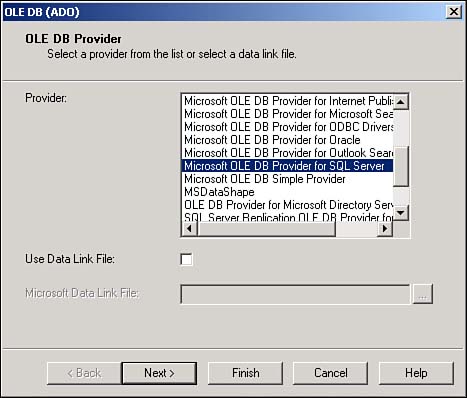 OLE DB (ADO)
OLE DB Provider
Select a provider from the list or select a data link file.
Provider:
Microsoft OLE DB Provider for Internet Publis
Microsoft OLE DB Provider for Microsoft Sea
Microsoft OLE DB Provider for ODBC Drivers
Microsoft OLE DB Provider for Oracle
Microsoft OLE DB Provider for Outlook Searc
Microsoft OLE DB Provider for SQL Server
Microsoft OLE DB Simple Provider
MSDataShape
OLE DB Provider for Microsoft Directory Serv
SQL Server Replication OLE DB Provider for
Use Data Link File:
Microsoft Data Link File:
...
< Back
Next >
Finish
Cancel
Help